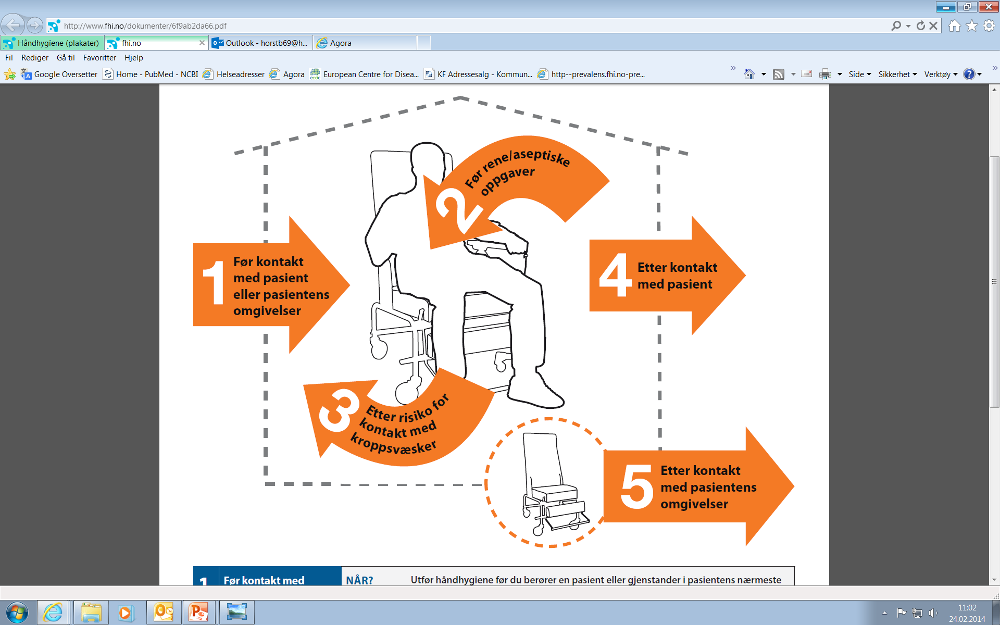 http://www.fhi.no/dokumenter/6f9ab2da66.pdf
Håndhygiene (plakater)
fhi.no
Outlook - horstb69@h...
Agora
Fil Rediger Gå til Favoritter Hjelp
Google Oversetter
Home - PubMed - NCBI
Helseadresser
Agora
European Centre for Disea...
KF Adressesalg - Kommun...
http--prevalens.fhi.no-pre...
Side
Sikkerhet
Verktøy
1
Før kontakt
med pasient
eller pasientens
omgivelser
2
Før rene/aseptiske
oppgaver
3
Etter risiko for
kontakt med
kroppsvæsker
4
Etter kontakt
med pasient
5
Etter kontakt
med pasientens
omgivelser
1 Før kontakt med NÅR? Utfør håndhygiene før du berører en pasient eller gjenstander i pasientens nærmeste
11:02
24.02.2014